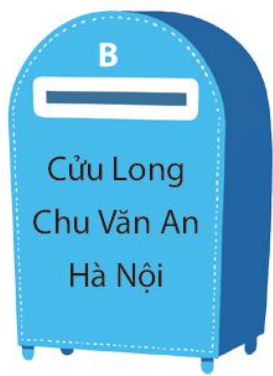 B
Cửu Long
Chu Văn An
Hà Nội